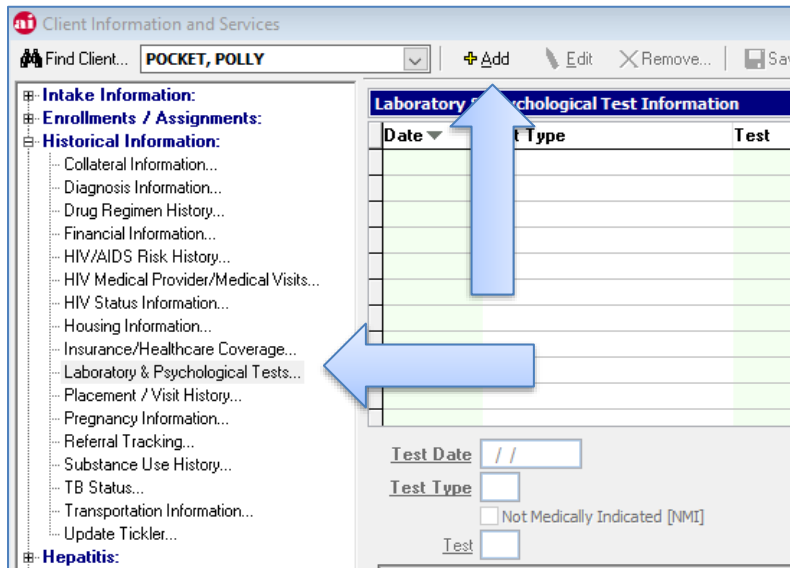 ai Client Information and Services
Find Client... POCKET, POLLY Add Edit Remove... Sav
Intake Information:
Enrollments / Assignments:
Historical Information:
Collateral Information...
Diagnosis Information...
Drug Regimen History...
Financial Information...
HIV/AIDS Risk History...
HIV Medical Provider/Medical Visits...
HIV Status Information...
Housing Information...
Insurance/Healthcare Coverage...
Laboratory & Psychological Tests...
Placement / Visit History...
Pregnancy Information...
Referral Tracking...
Substance Use History...
TB Status...
Transportation Information...
Update Tickler...
Hepatitis:
Laboratory & Psychological Test Information
Date Type Test
Test Date / /
Test Type
Not Medically Indicated [NMI]
Test